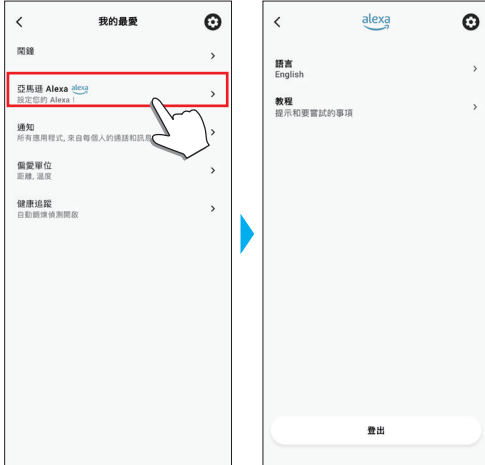 我的最愛
鬧鐘
亞馬遜 Alexa alexa
設定您的 Alexa！
通知
所有應用程式, 來自每個人的通話和訊息
偏愛單位
距離, 溫度
健康追蹤
自動鍛煉偵測開啟
alexa
語言
English
教程
提示和要嘗試的事項
登出